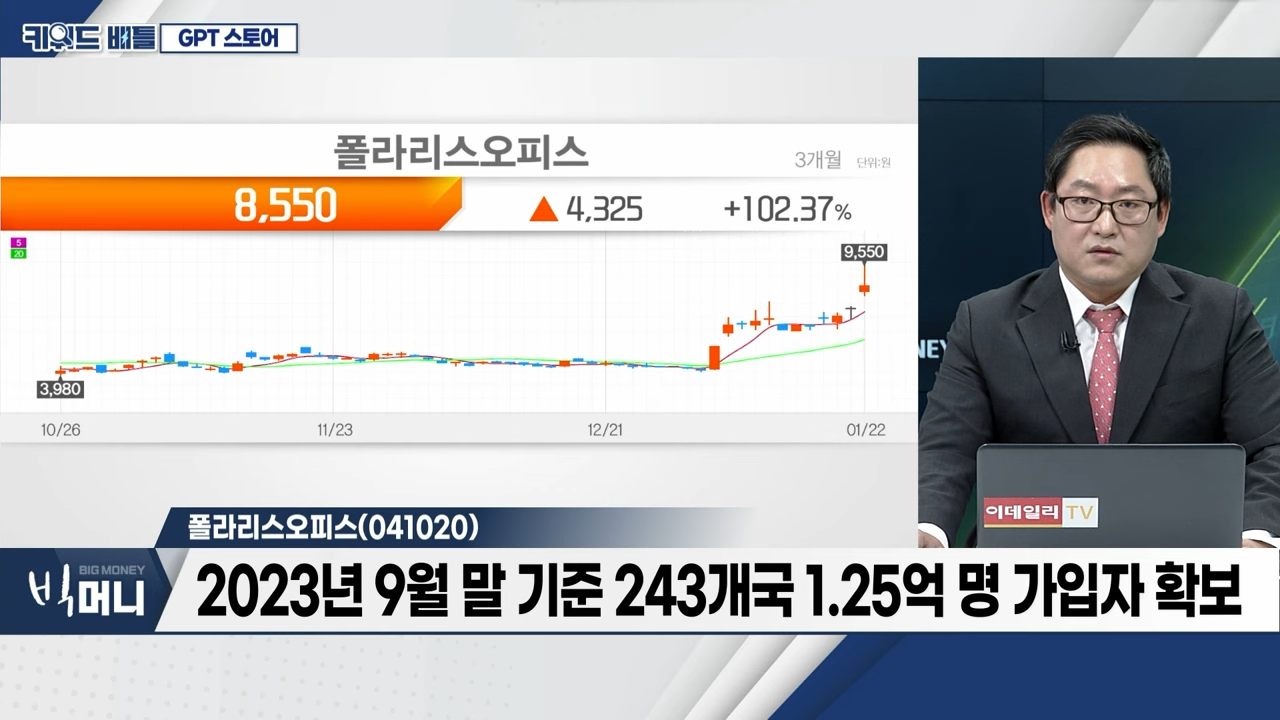 키워드 배틀 GPT 스토어
폴라리스오피스
3개월 단위:원
8,550 ▲ 4,325 +102.37%
5
20
9,550
3,980
10/26 11/23 12/21 01/22
NEY
이데일리 TV
폴라리스오피스(041020)
BIG MONEY
빅머니
2023년 9월 말 기준 243개국 1.25억 명 가입자 확보